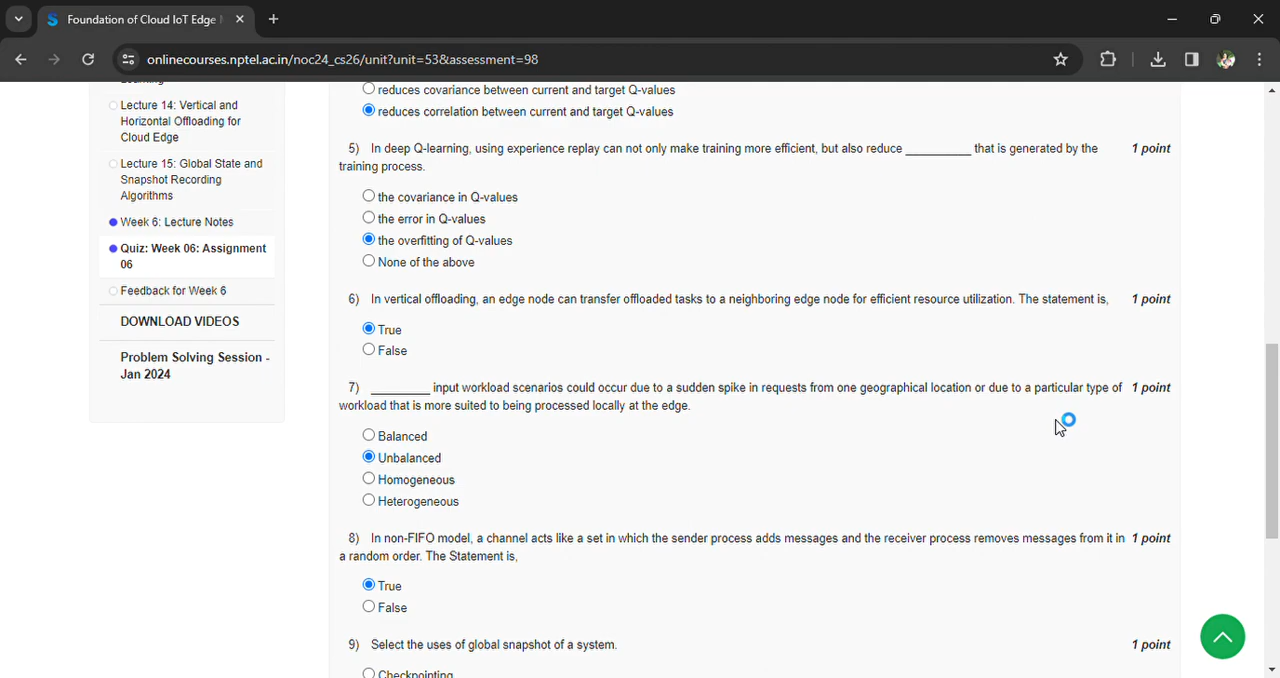 Foundation of Cloud IoT Edge
onlinecourses.nptel.ac.in/noc24_cs26/unit?unit=53&assessment=98
Learning
Lecture 14: Vertical and
Horizontal Offloading for
Cloud Edge
Lecture 15: Global State and
Snapshot Recording
Algorithms
Week 6: Lecture Notes
Quiz: Week 06: Assignment
06
Feedback for Week 6
DOWNLOAD VIDEOS
Problem Solving Session -
Jan 2024
reduces covariance between current and target Q-values
reduces correlation between current and target Q-values
5) In deep Q-learning, using experience replay can not only make training more efficient, but also reduce __________ that is generated by the 1 point
training process.
the covariance in Q-values
the error in Q-values
the overfitting of Q-values
None of the above
6) In vertical offloading, an edge node can transfer offloaded tasks to a neighboring edge node for efficient resource utilization. The statement is, 1 point
True
False
7) _________ input workload scenarios could occur due to a sudden spike in requests from one geographical location or due to a particular type of 1 point
workload that is more suited to being processed locally at the edge.
Balanced
Unbalanced
Homogeneous
Heterogeneous
8) In non-FIFO model, a channel acts like a set in which the sender process adds messages and the receiver process removes messages from it in 1 point
a random order. The Statement is,
True
False
9) Select the uses of global snapshot of a system. 1 point
Checkpointing